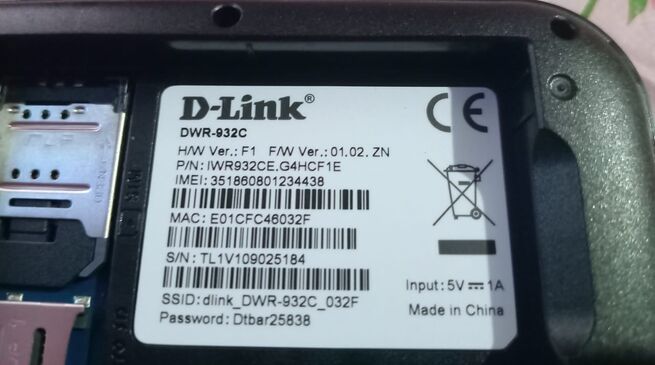 D-Link®
DWR-932C
H/W Ver.: F1 F/W Ver.: 01.02. ZN
P/N: IWR932CE.G4HCF1E
IMEI: 351860801234438
MAC: E01CFC46032F
S/N: TL1V109025184
SSID: dlink_DWR-932C_032F
Password: Dtbar25838
CE
Input: 5V⎓1A
Made in China